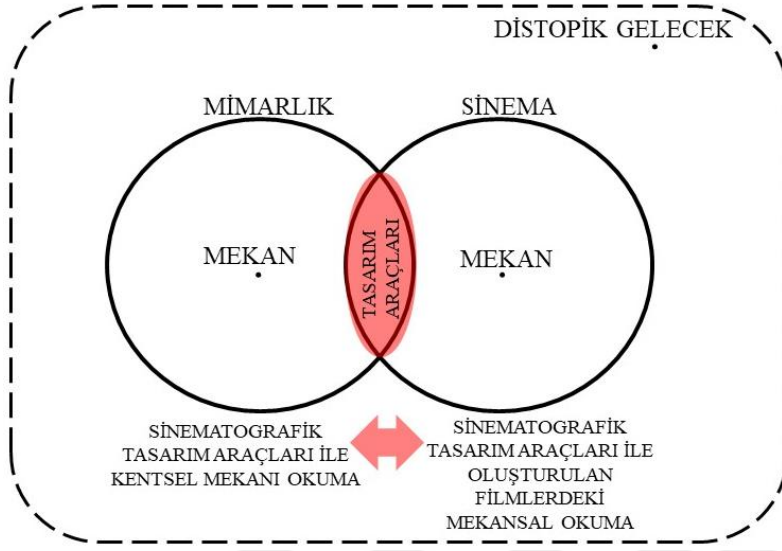 DİSTOPİK GELECEK
MİMARLIK
SİNEMA
MEKAN
TASARIM
ARAÇLARI
MEKAN
SİNEMATOGRAFİK
TASARIM ARAÇLARI İLE
KENTSEL MEKANI OKUMA
SİNEMATOGRAFİK
TASARIM ARAÇLARI İLE
OLUŞTURULAN
FİLMLERDEKİ
MEKANSAL OKUMA